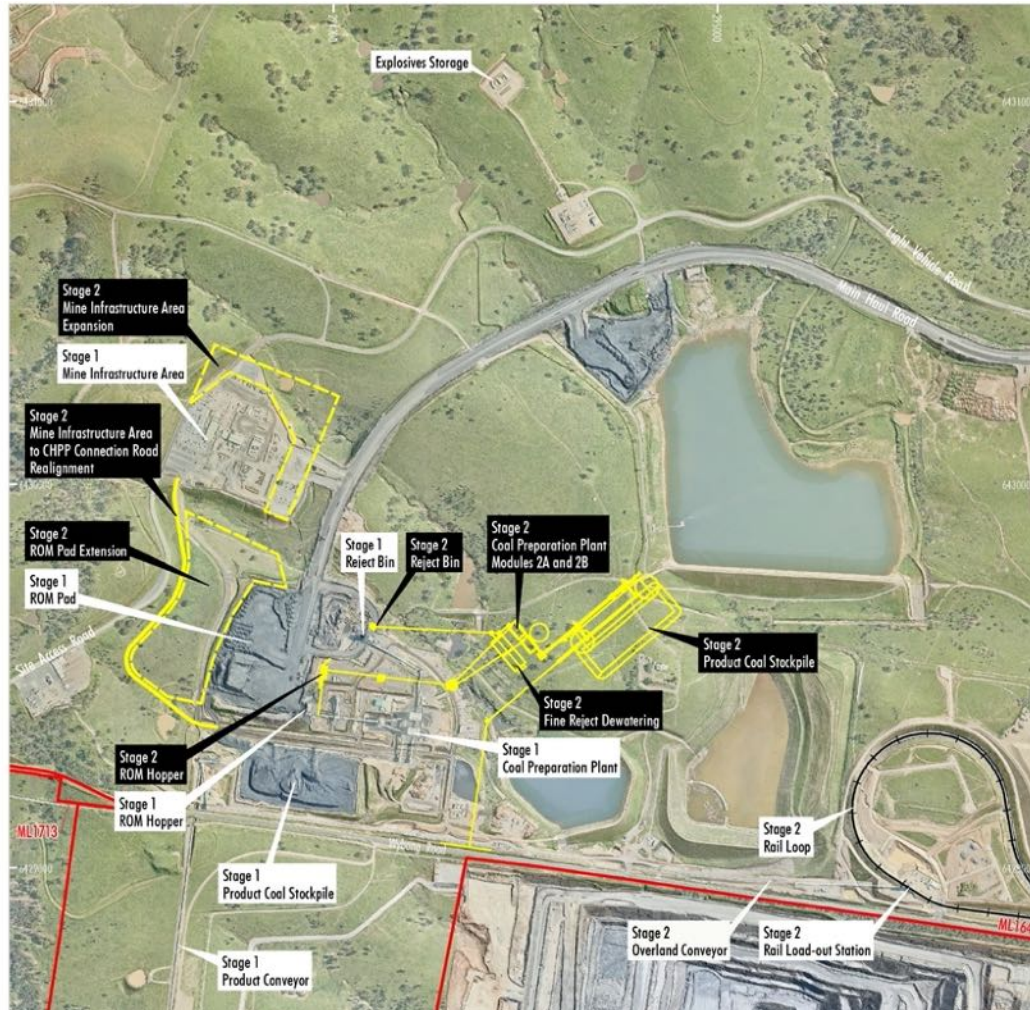 Explosives Storage
Light Vehicle Road
Main Haul Road
Stage 2
Mine Infrastructure Area
Expansion
Stage 1
Mine Infrastructure Area
Stage 2
Mine Infrastructure Area
to CHPP Connection Road
Realignment
Stage 2
ROM Pad Extension
Stage 1
ROM Pad
Site Access Road
Stage 1
Reject Bin
Stage 2
Reject Bin
Stage 2
Coal Preparation Plant
Modules 2A and 2B
Stage 2
Product Coal Stockpile
Stage 2
Fine Reject Dewatering
Stage 2
ROM Hopper
Stage 1
ROM Hopper
Stage 1
Coal Preparation Plant
ML1713
Stage 1
Product Coal Stockpile
Stage 1
Product Conveyor
Stage 2
Rail Loop
Stage 2
Overland Conveyor
Stage 2
Rail Load-out Station
ML164